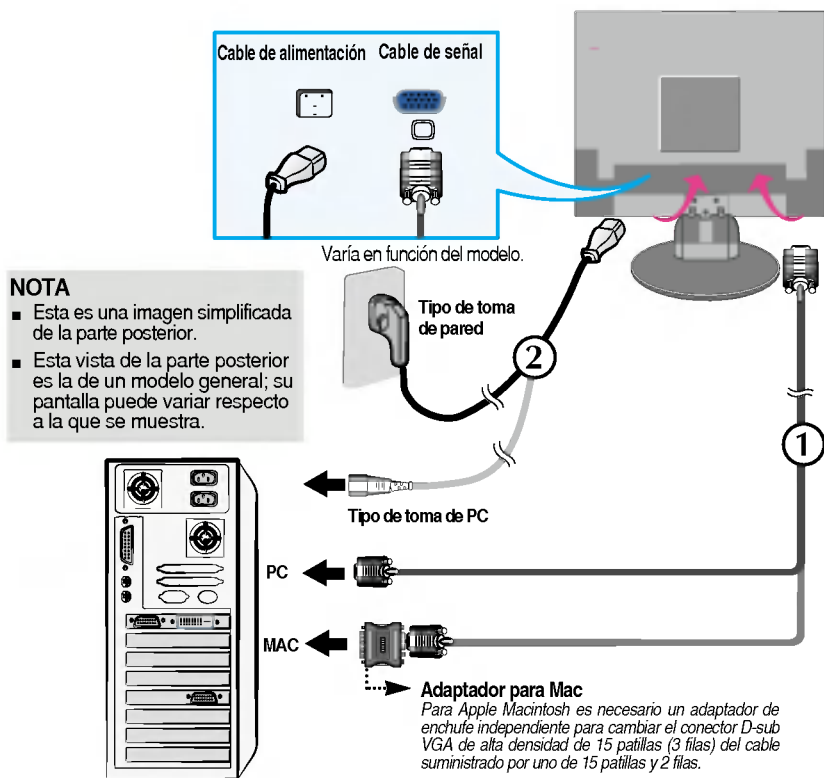 Cable de alimentación Cable de señal
Varía en función del modelo.
NOTA
■ Esta es una imagen simplificada
de la parte posterior.
■ Esta vista de la parte posterior
es la de un modelo general; su
pantalla puede variar respecto
a la que se muestra.
Tipo de toma
de pared
2
1
Tipo de toma de PC
PC
MAC
Adaptador para Mac
Para Apple Macintosh es necesario un adaptador de
enchufe independiente para cambiar el conector D-sub
VGA de alta densidad de 15 patillas (3 filas) del cable
suministrado por uno de 15 patillas y 2 filas.